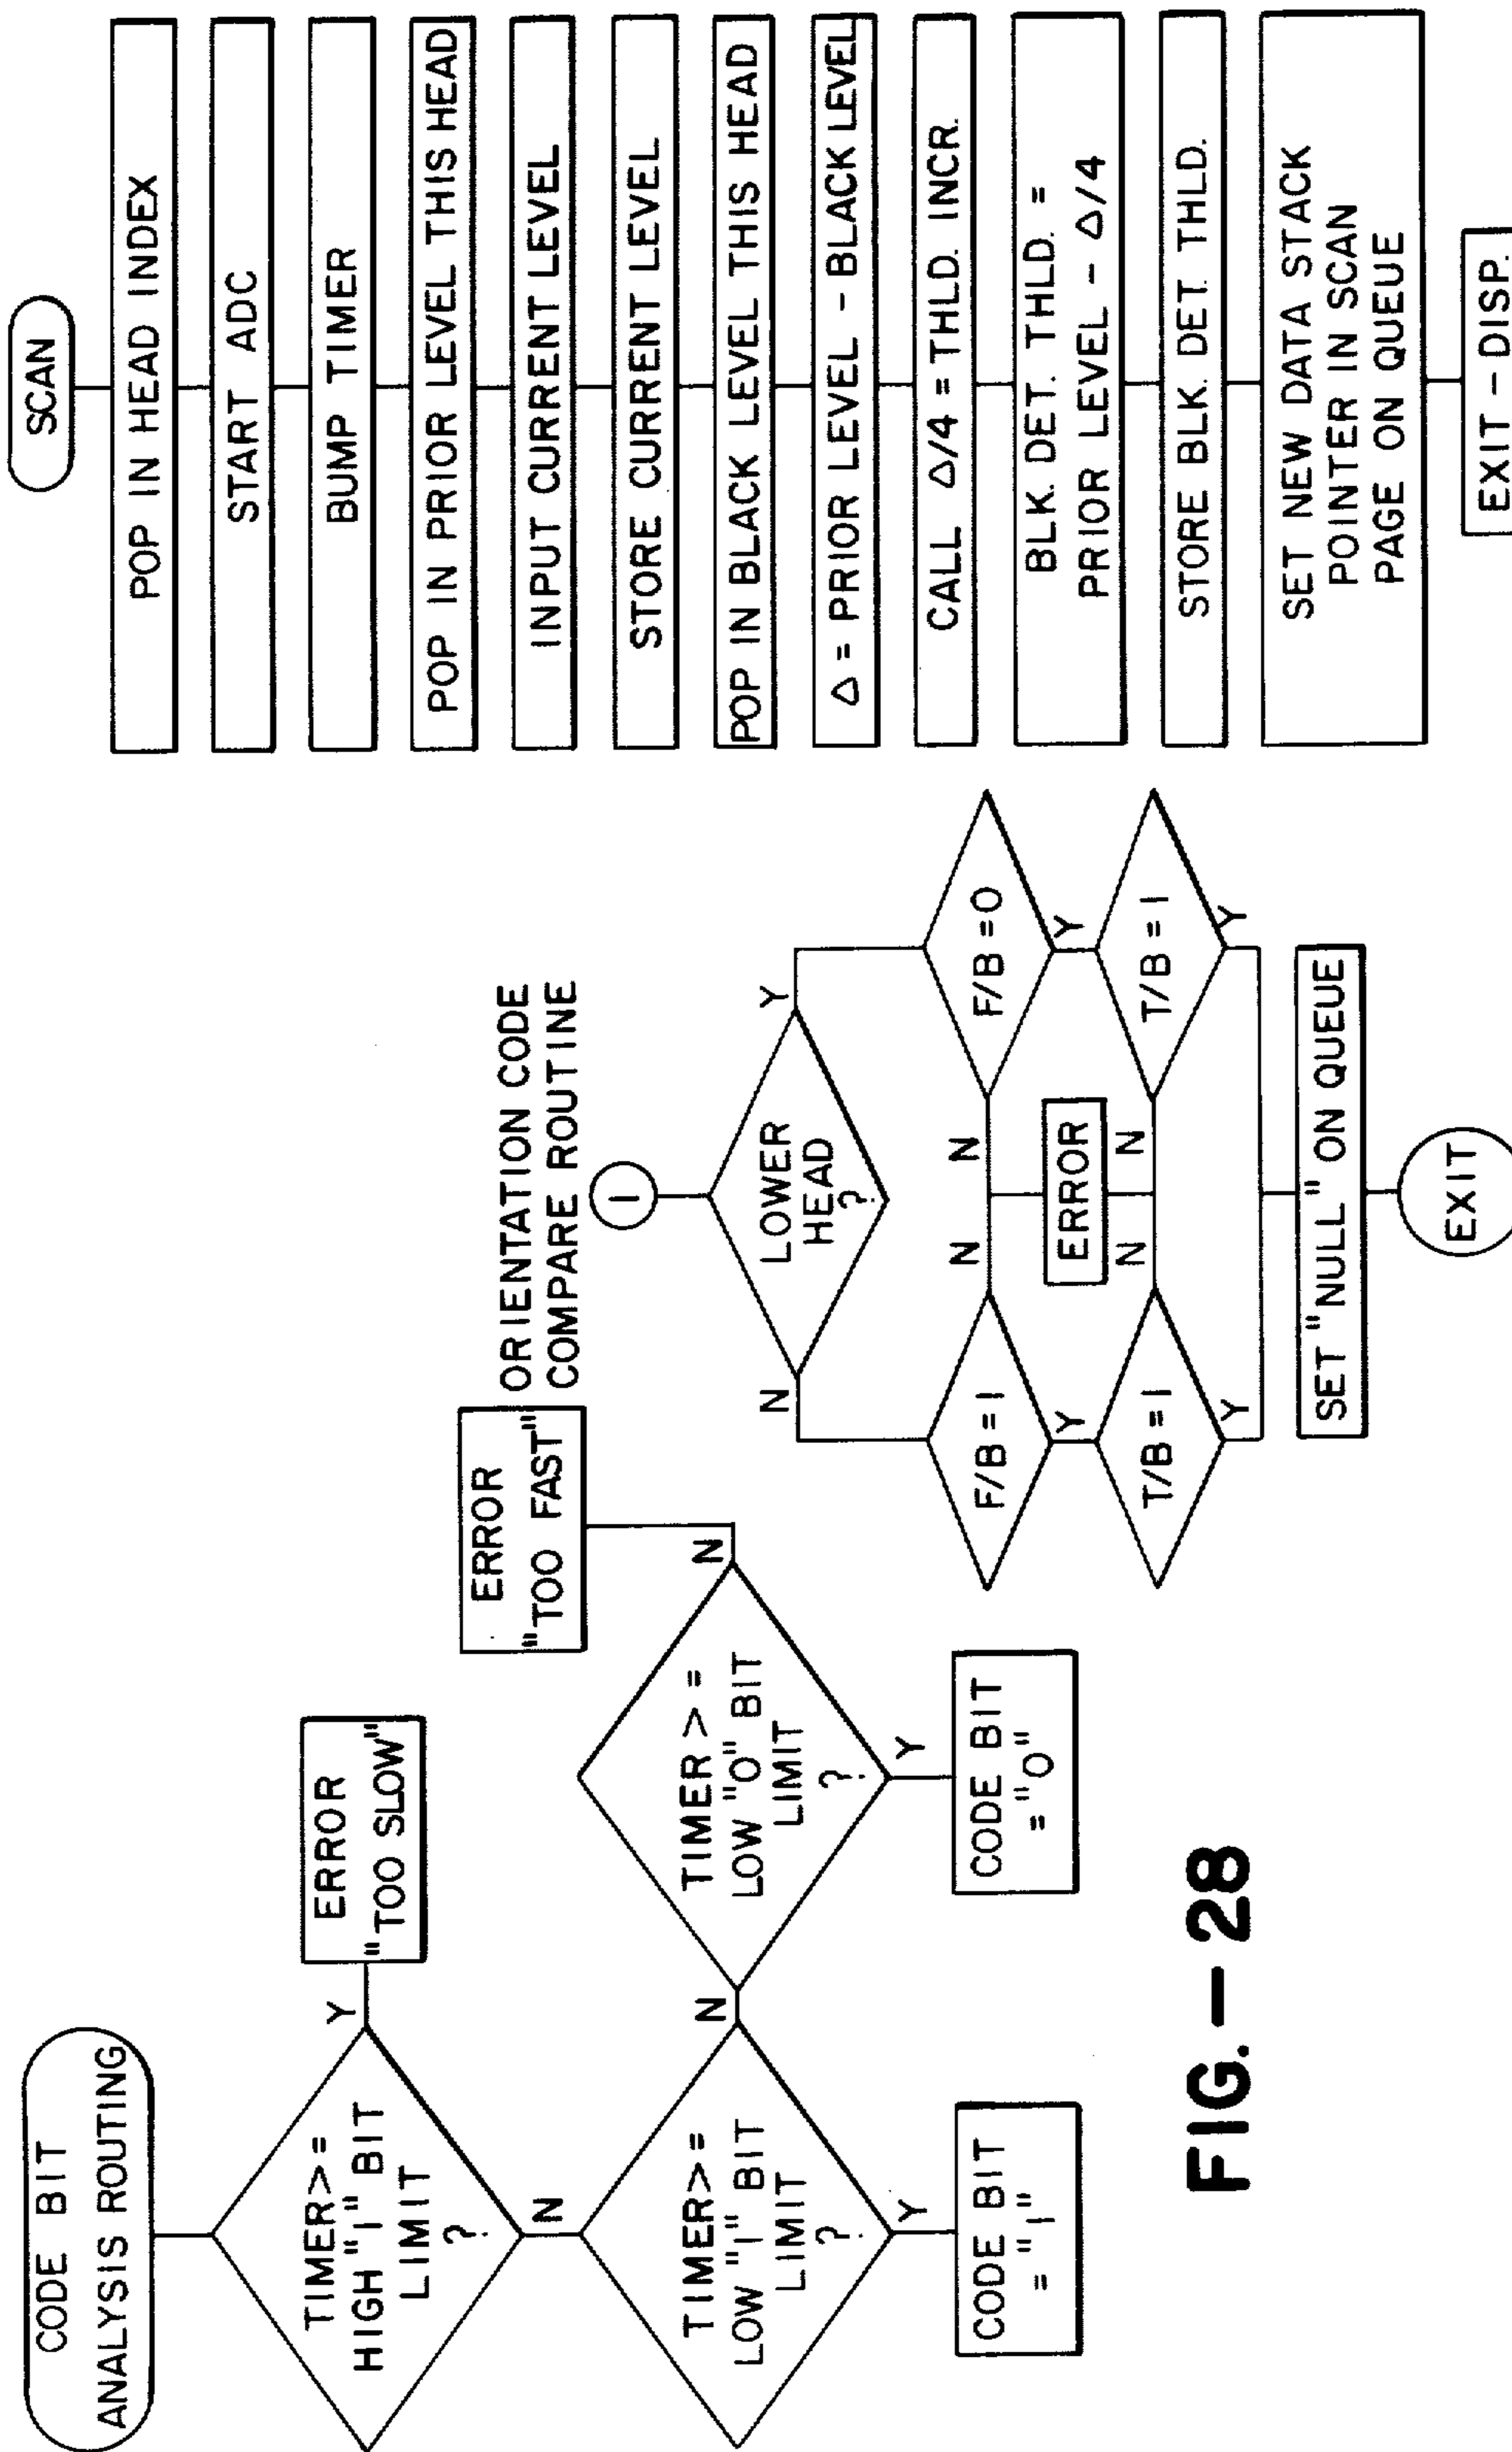 CODE BIT
ANALYSIS ROUTING
TIMER>=
HIGH "1" BIT
LIMIT
?
Y
ERROR
"TOO SLOW"
N
TIMER>=
LOW "1" BIT
LIMIT
?
Y
CODE BIT
= "1"
N
TIMER>=
LOW "0" BIT
LIMIT
?
N
ERROR
"TOO FAST"
Y
CODE BIT
= "0"
ORIENTATION CODE
COMPARE ROUTINE
1
LOWER
HEAD
?
N
Y
F/B = 1
N
N
F/B = 0
Y
ERROR
Y
T/B = 1
N
N
T/B = 1
Y
Y
SET "NULL" ON QUEUE
EXIT
SCAN
POP IN HEAD INDEX
START ADC
BUMP TIMER
POP IN PRIOR LEVEL THIS HEAD
INPUT CURRENT LEVEL
STORE CURRENT LEVEL
POP IN BLACK LEVEL THIS HEAD
Δ = PRIOR LEVEL - BLACK LEVEL
CALL Δ/4 = THLD. INCR.
BLK. DET. THLD. =
PRIOR LEVEL - Δ/4
STORE BLK. DET. THLD.
SET NEW DATA STACK
POINTER IN SCAN
PAGE ON QUEUE
EXIT - DISP.
FIG. - 28